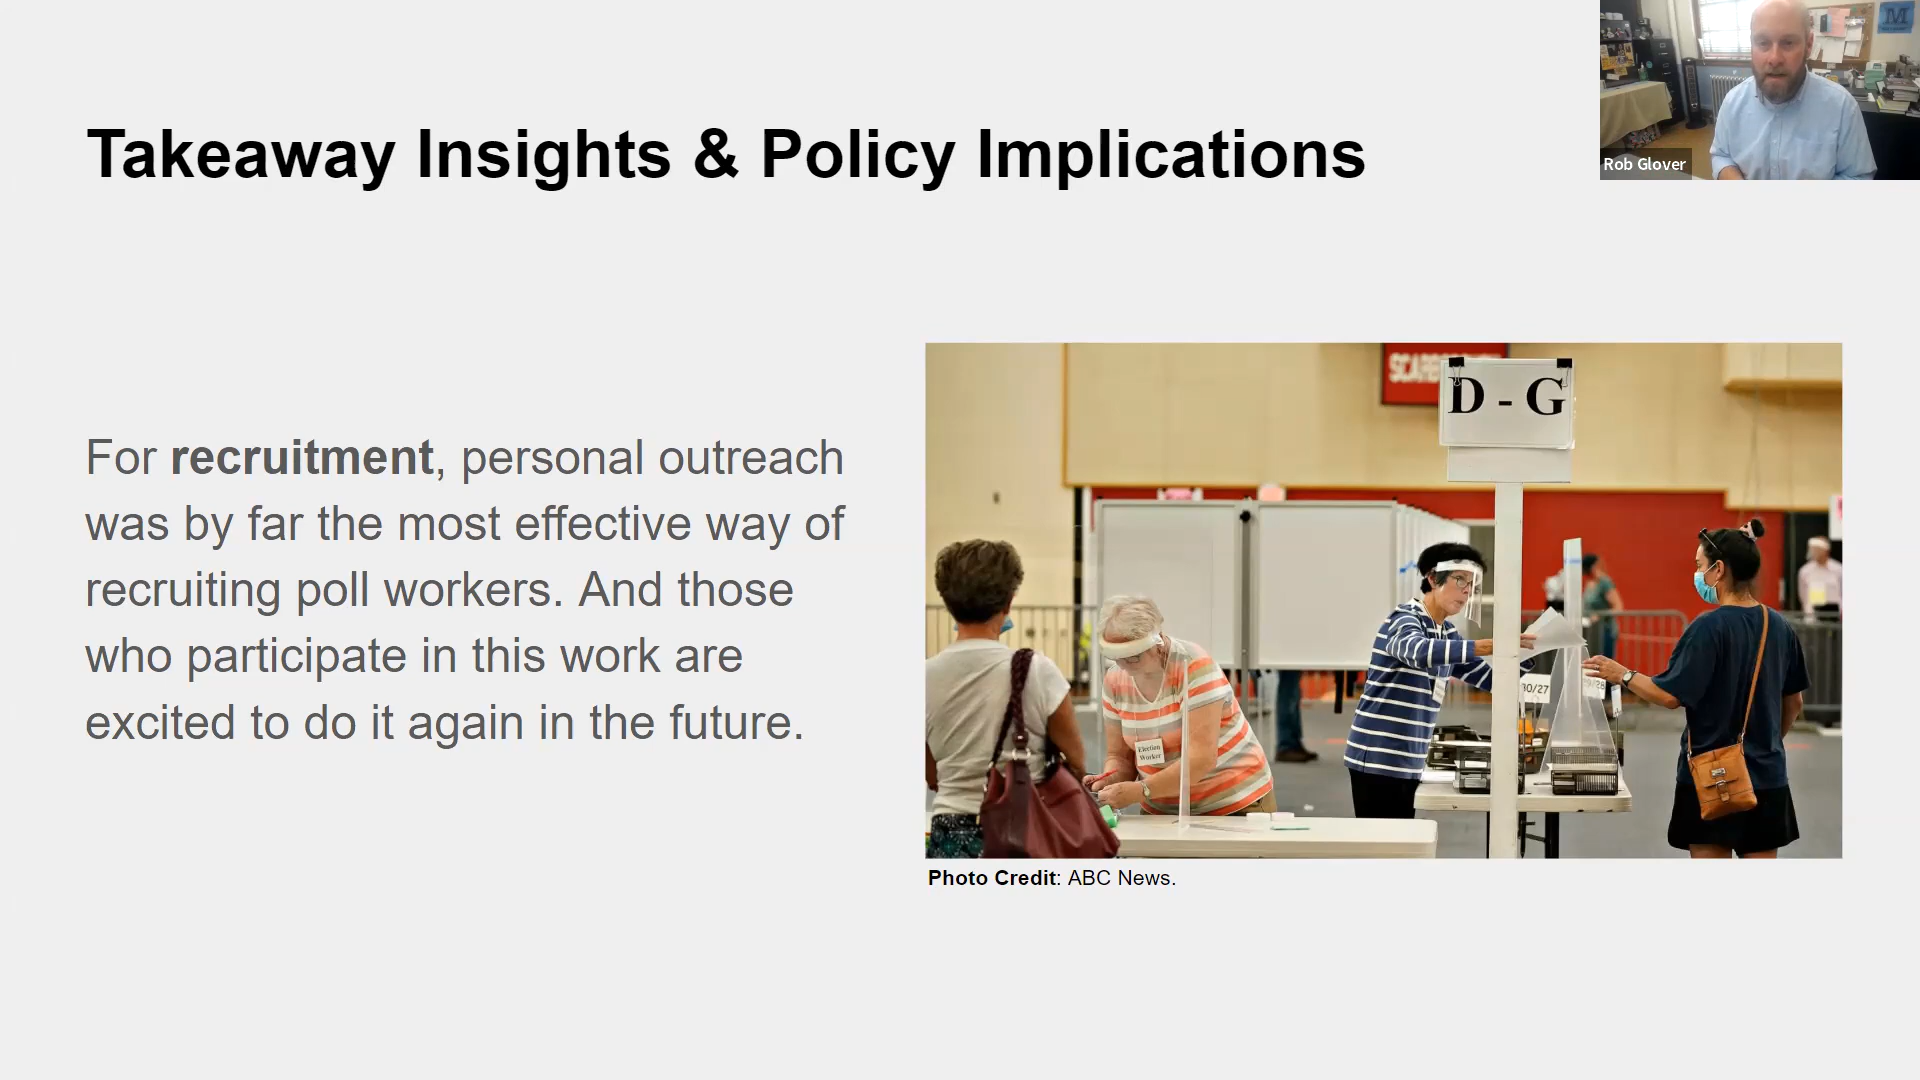 Takeaway Insights & Policy Implications
Rob Glover
M
For recruitment, personal outreach
was by far the most effective way of
recruiting poll workers. And those
who participate in this work are
excited to do it again in the future.
D - G
Election
Worker
Photo Credit: ABC News.